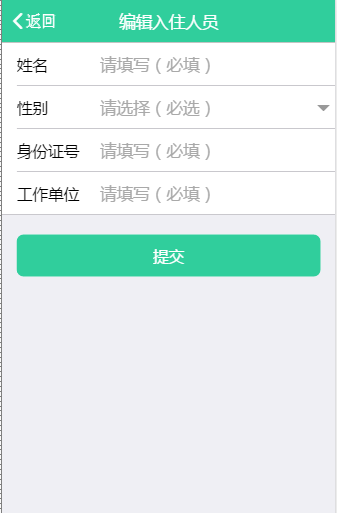 返回 编辑入住人员
姓名 请填写（必填）
性别 请选择（必选）
身份证号 请填写（必填）
工作单位 请填写（必填）
提交